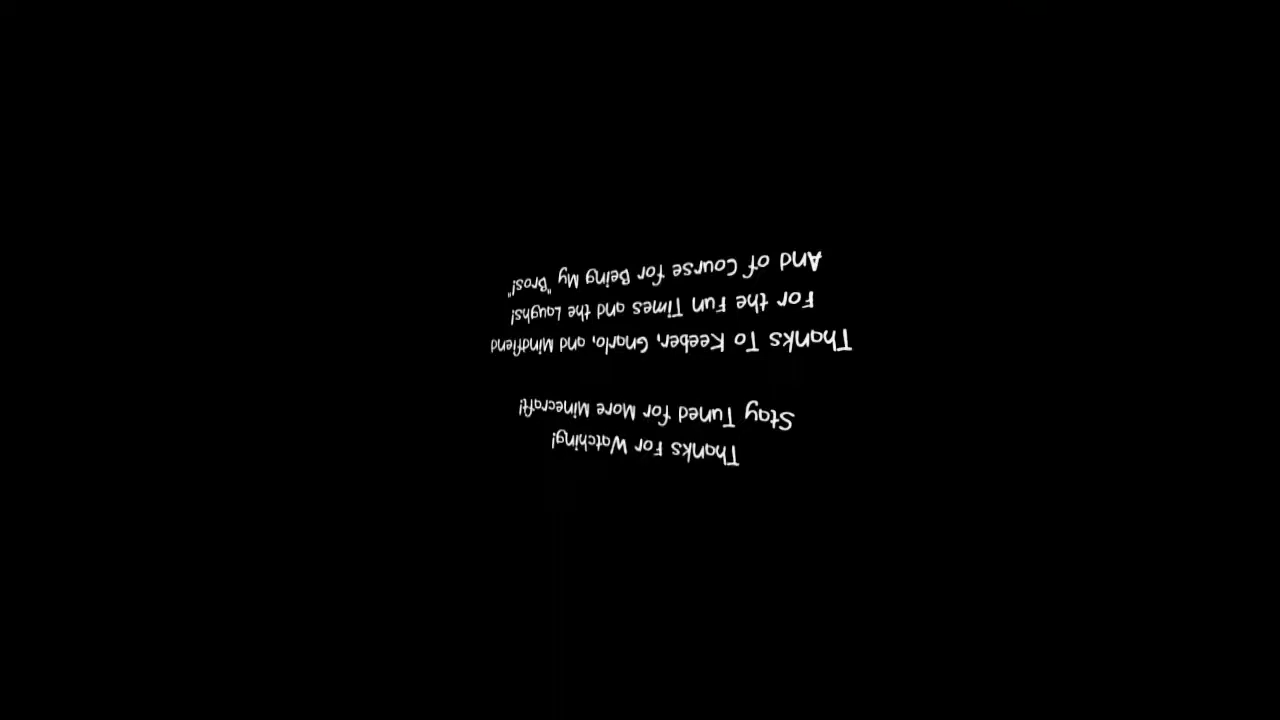 Thanks For Watching!
Stay Tuned for More Minecraft!
Thanks To Keeber, Gnarlo, and Mindfiend
For the Fun Times and the Laughs!
And of Course for Being My "Bros!"